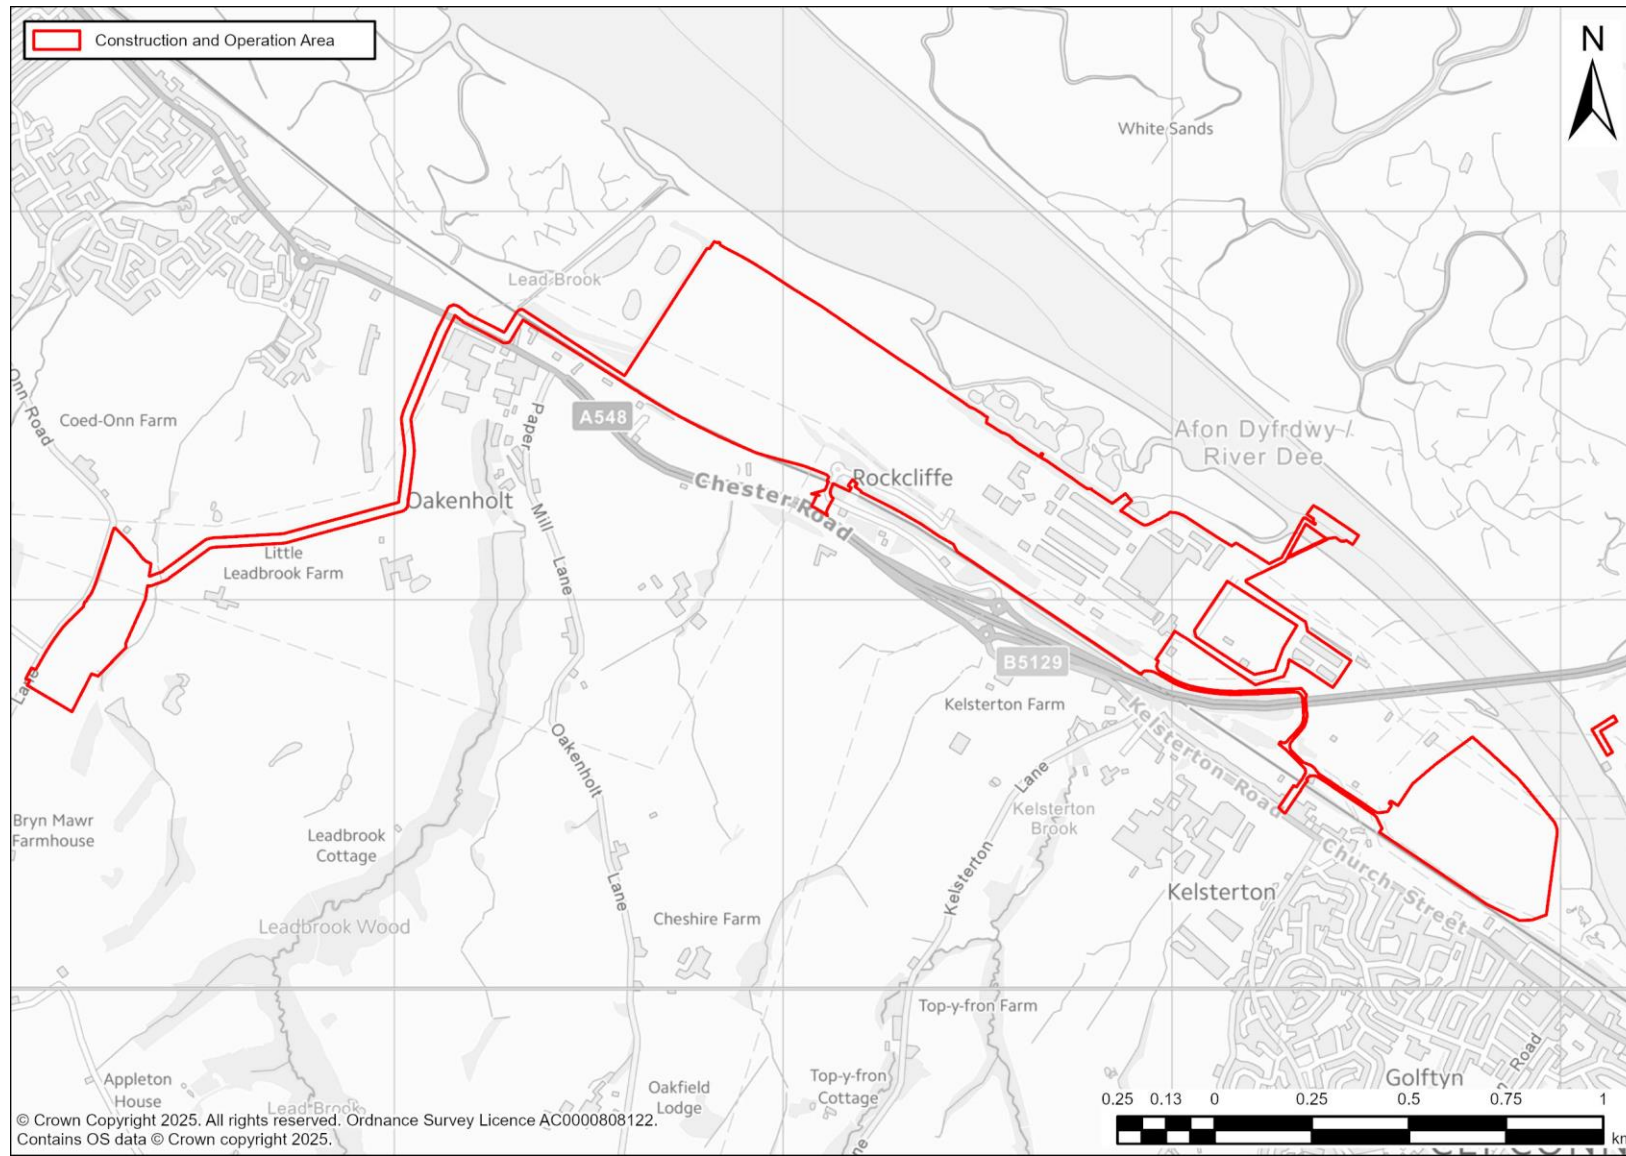 Construction and Operation Area
N
White Sands
Lead Brook
Onn Road
Coed-Onn Farm
A548
Paper
Mill
Lane
Afon Dyfrdwy /
River Dee
Rockcliffe
Oakenholt
Chester Road
Little
Leadbrook Farm
B5129
Lane
Kelsterton Farm
Kelsterton Road
Oakenholt
Lane
Lane
Kelsterton
Kelsterton
Brook
Bryn Mawr
Farmhouse
Leadbrook
Cottage
Church Street
Kelsterton
Cheshire Farm
Leadbrook Wood
Top-y-fron Farm
Road
Appleton
House
Oakfield
Lodge
Top-y-fron
Cottage
Golftyn
Lead Brook
0.25 0.13 0 0.25 0.5 0.75 1
km
© Crown Copyright 2025. All rights reserved. Ordnance Survey Licence AC0000808122.
Contains OS data © Crown copyright 2025.